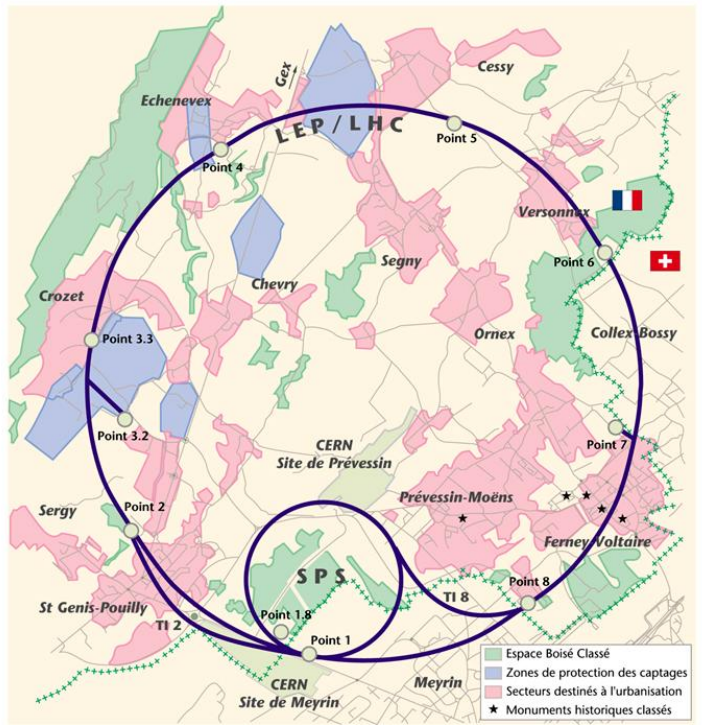 Cessy
Gex
Echenevex
LEP/LHC
Point 5
Point 4
Versonnex
Point 6
Segny
Chevry
Crozet
Collex-Bossy
Ornex
Point 3.3
Point 3.2
Point 7
CERN
Site de Prévessin
Prévessin-Moëns
Point 2
Sergy
Ferney-Voltaire
SPS
TI 8
Point 8
St Genis-Pouilly
TI 2
Point 1.8
Point 1
CERN
Site de Meyrin
Meyrin
Espace Boisé Classé
Zones de protection des captages
Secteurs destinés à l'urbanisation
Monuments historiques classés